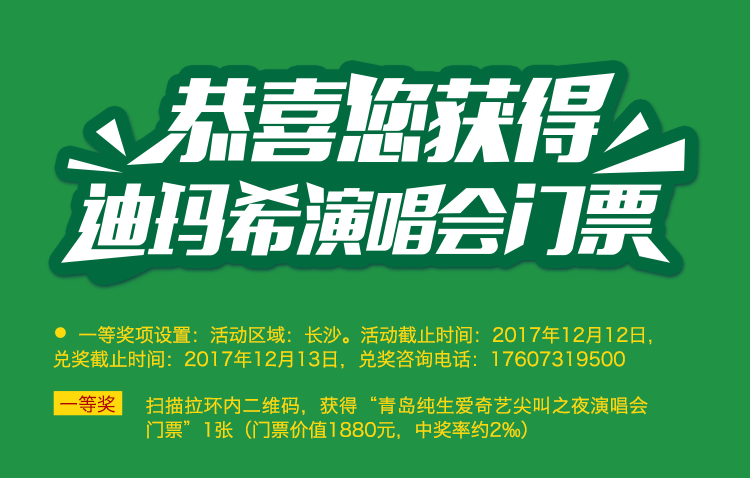 恭喜您获得
迪玛希演唱会门票
● 一等奖项设置：活动区域：长沙。活动截止时间：2017年12月12日，
兑奖截止时间：2017年12月13日，兑奖咨询电话：17607319500
一等奖 扫描拉环内二维码，获得“青岛纯生爱奇艺尖叫之夜演唱会
门票”1张（门票价值1880元，中奖率约2‰）